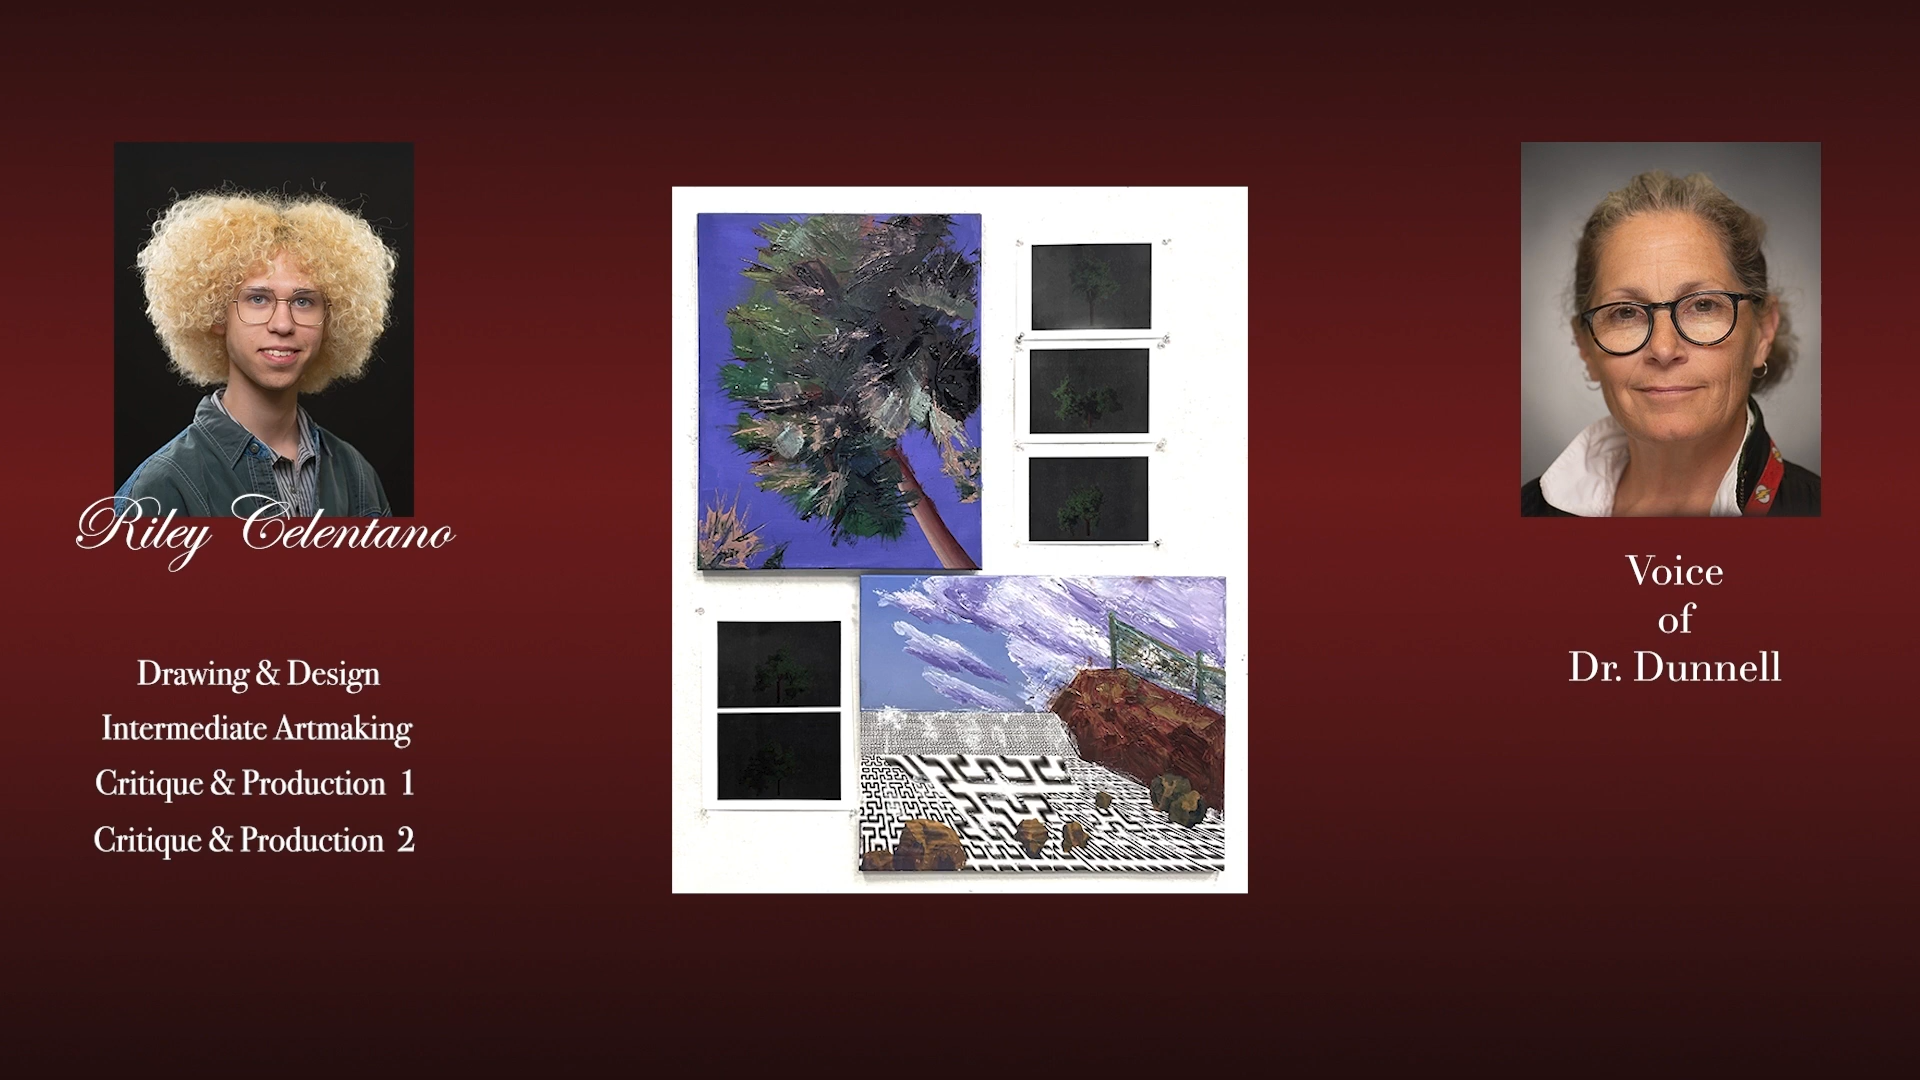 Riley Celentano
Drawing & Design
Intermediate Artmaking
Critique & Production 1
Critique & Production 2
Voice
of
Dr. Dunnell